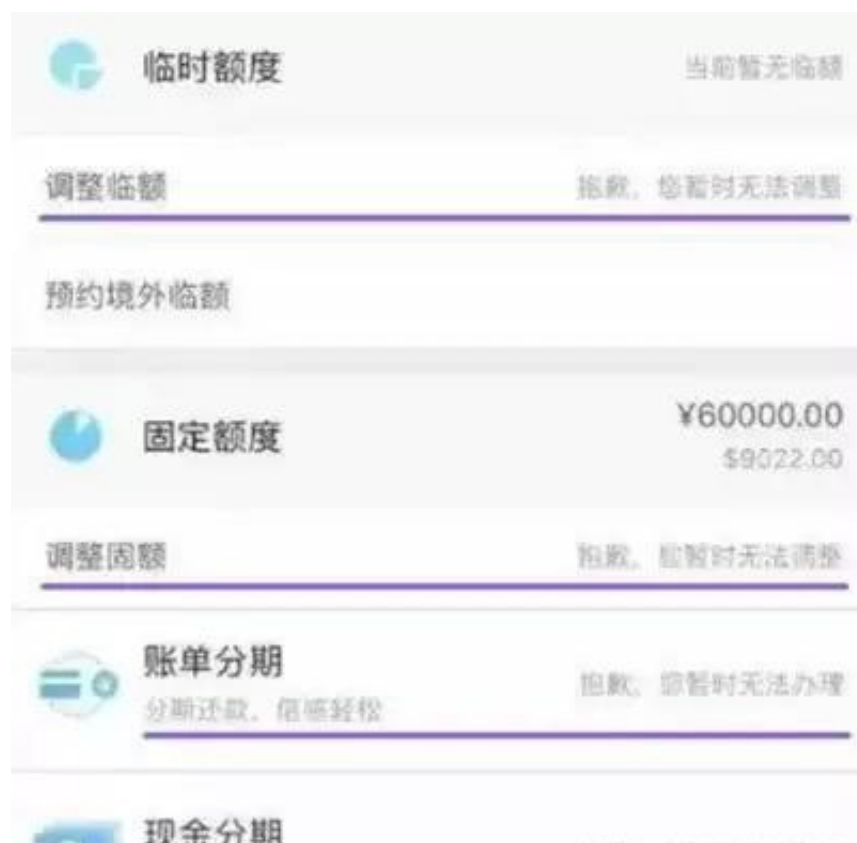 临时额度
当前暂无临额
调整临额
抱歉，您暂时无法调整
预约境外临额
固定额度
¥60000.00
$9022.00
调整固额
抱歉，您暂时无法调整
账单分期
抱歉，您暂时无法办理
分期还款，倍感轻松
现金分期